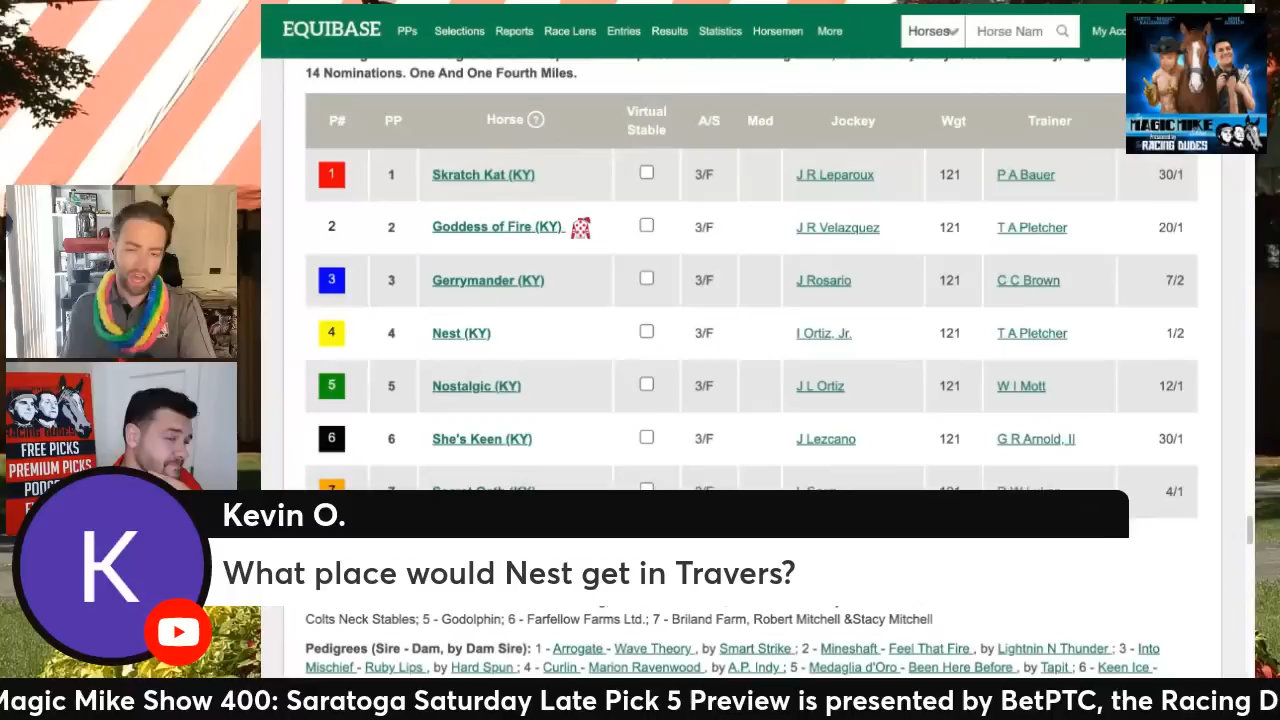 EQUIBASE PPs Selections Reports Race Lens Entries Results Statistics Horsemen More Horses Horse Nam My Acc
14 Nominations. One And One Fourth Miles.
P# PP Horse ? Virtual Stable A/S Med Jockey Wgt Trainer
1 1 Skratch Kat (KY) 3/F J R Leparoux 121 P A Bauer 30/1
2 2 Goddess of Fire (KY) 3/F J R Velazquez 121 T A Pletcher 20/1
3 3 Gerrymander (KY) 3/F J Rosario 121 C C Brown 7/2
4 4 Nest (KY) 3/F I Ortiz, Jr. 121 T A Pletcher 1/2
5 5 Nostalgic (KY) 3/F J L Ortiz 121 W I Mott 12/1
6 6 She's Keen (KY) 3/F J Lezcano 121 G R Arnold, II 30/1
4/1
MAGIC MIKE
Presented by
RACING DUDES
RACING DUDES
FREE PICKS
PREMIUM PICKS
K
Kevin O.
What place would Nest get in Travers?
Colts Neck Stables; 5 - Godolphin; 6 - Farfellow Farms Ltd.; 7 - Briland Farm, Robert Mitchell &Stacy Mitchell
Pedigrees (Sire - Dam, by Dam Sire): 1 - Arrogate - Wave Theory , by Smart Strike ; 2 - Mineshaft - Feel That Fire , by Lightnin N Thunder ; 3 - Into
Mischief - Ruby Lips , by Hard Spun ; 4 - Curlin - Marion Ravenwood , by A.P. Indy ; 5 - Medaglia d'Oro - Been Here Before , by Tapit ; 6 - Keen Ice -
Magic Mike Show 400: Saratoga Saturday Late Pick 5 Preview is presented by BetPTC, the Racing D